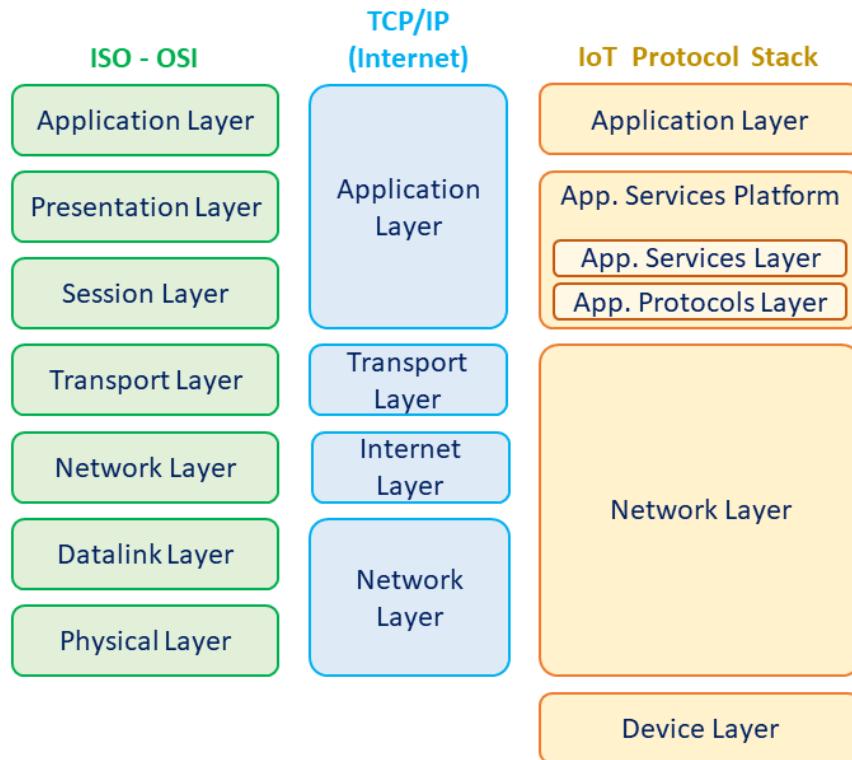 ISO - OSI
Application Layer
Presentation Layer
Session Layer
Transport Layer
Network Layer
Datalink Layer
Physical Layer
TCP/IP
(Internet)
Application
Layer
Transport
Layer
Internet
Layer
Network
Layer
IoT Protocol Stack
Application Layer
App. Services Platform
App. Services Layer
App. Protocols Layer
Network Layer
Device Layer